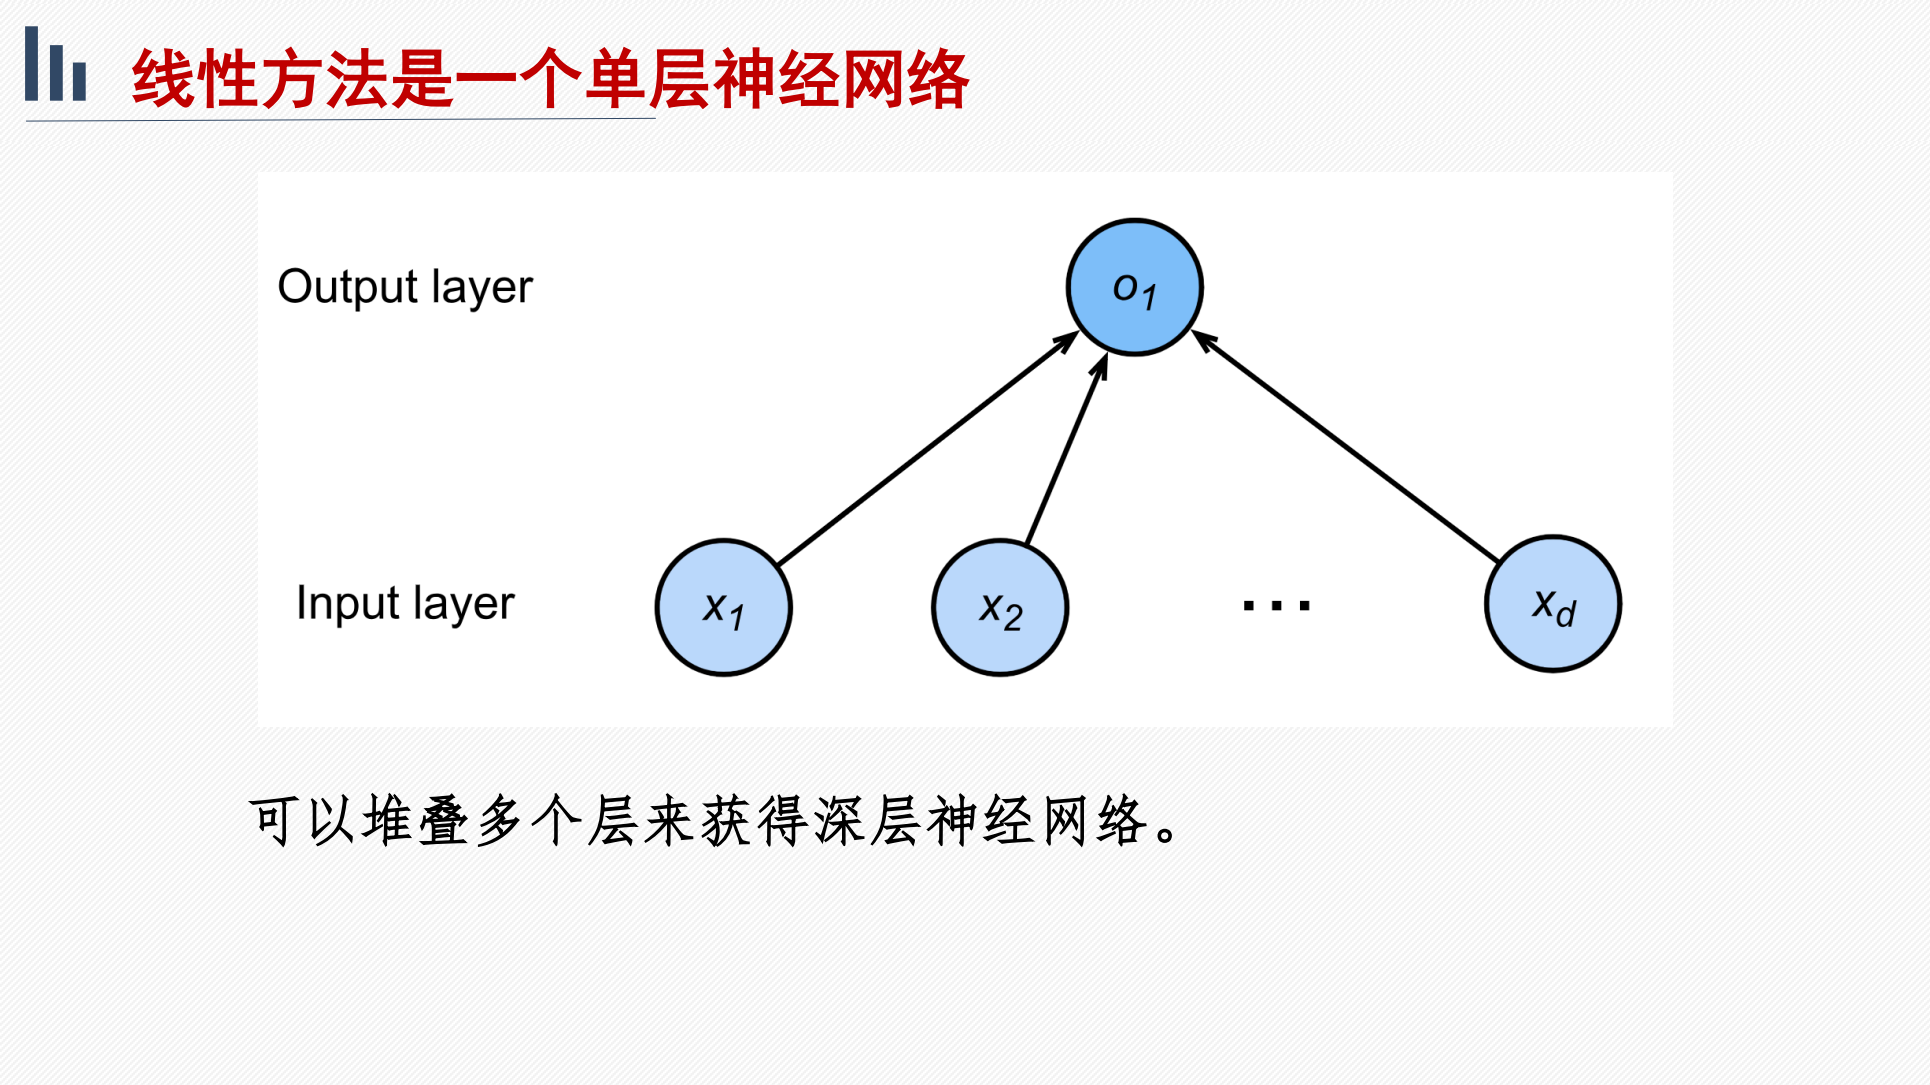 线性方法是一个单层神经网络
Output layer
o1
Input layer
x1 x2 ... xd
可以堆叠多个层来获得深层神经网络。